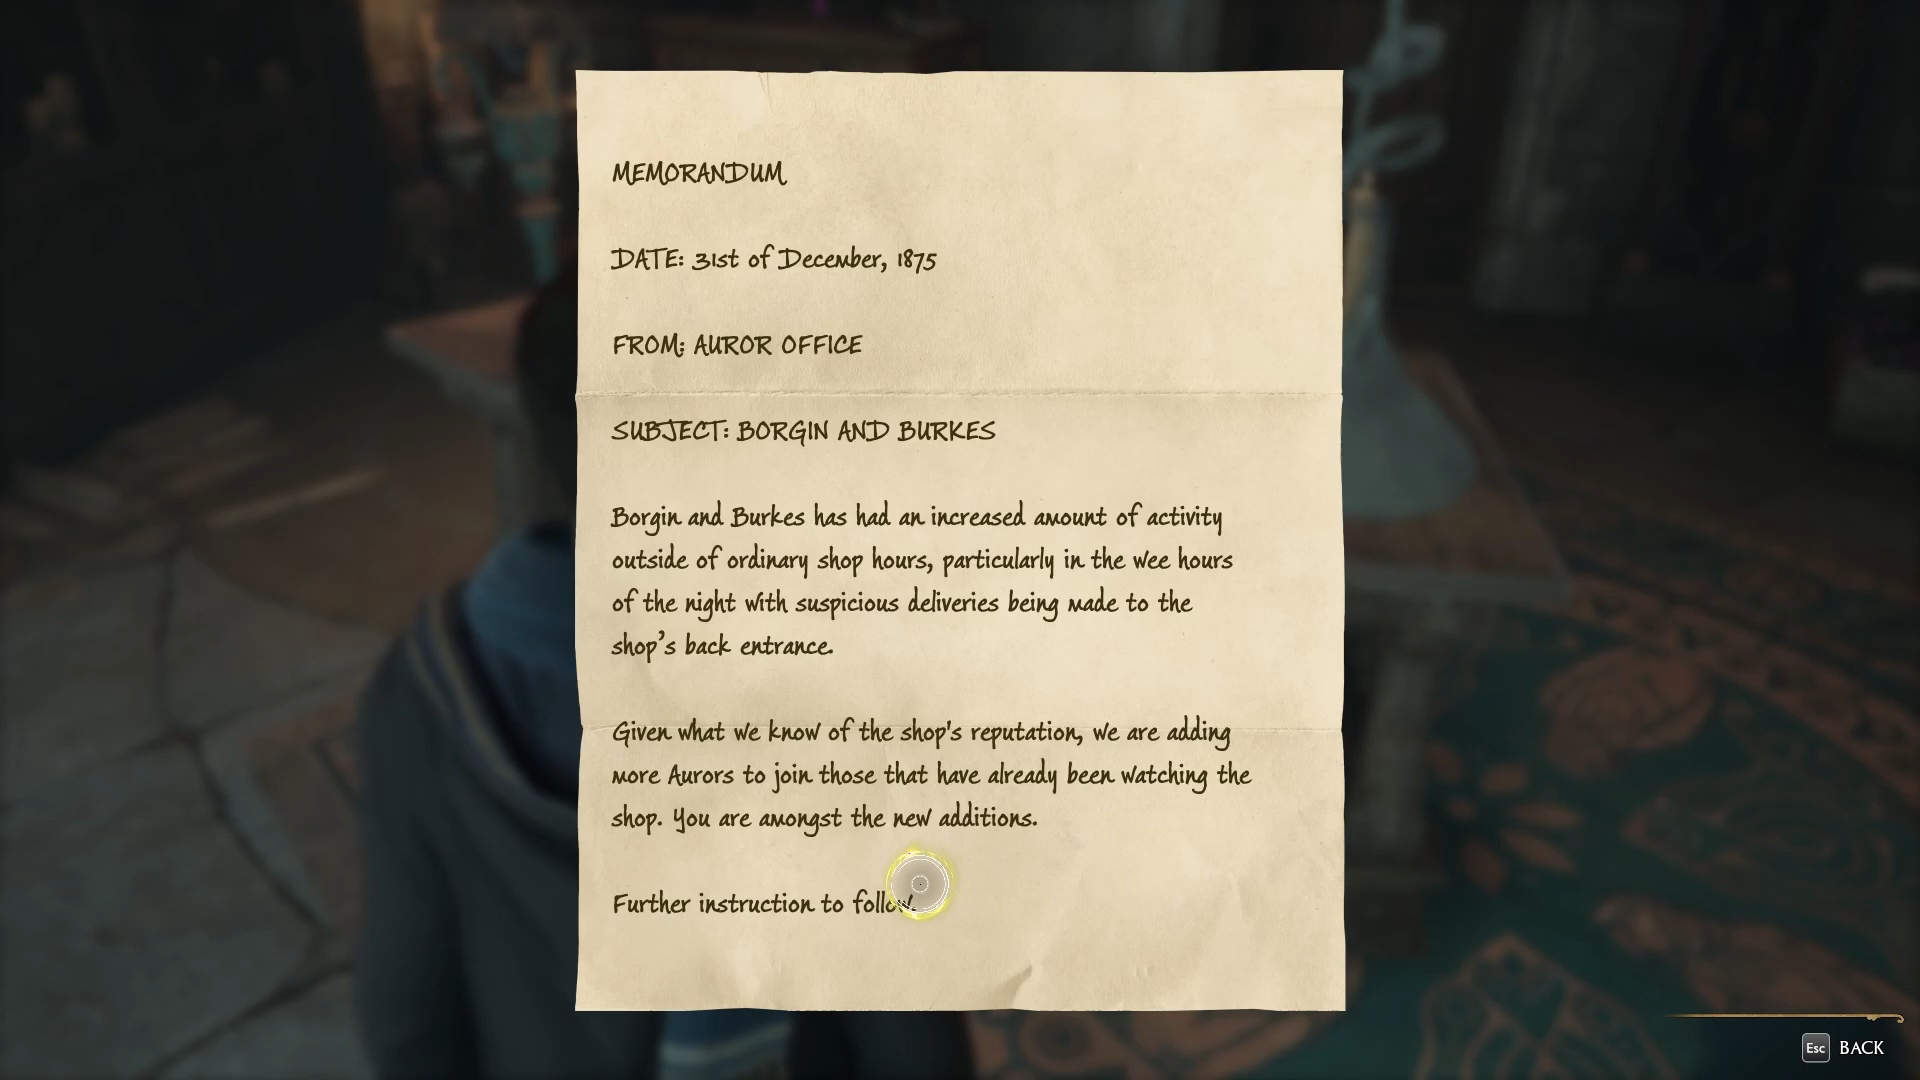 MEMORANDUM
DATE: 31st of December, 1875
FROM: AUROR OFFICE
SUBJECT: BORGIN AND BURKES
Borgin and Burkes has had an increased amount of activity
outside of ordinary shop hours, particularly in the wee hours
of the night with suspicious deliveries being made to the
shop’s back entrance.
Given what we know of the shop's reputation, we are adding
more Aurors to join those that have already been watching the
shop. You are amongst the new additions.
Further instruction to follow.
Esc BACK